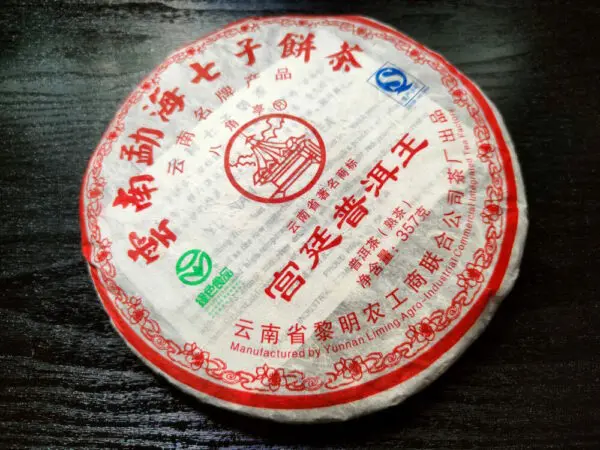 雲南勐海七子餅茶
云南名牌产品
八角亭®
云南省著名商标
宫廷普洱王
普洱茶（熟茶）
净含量：357克
绿色食品
云南省黎明农工商联合公司茶厂出品
Manufactured by Yunnan Liming Agro-Industrial Commercial Integrated Tea Factory